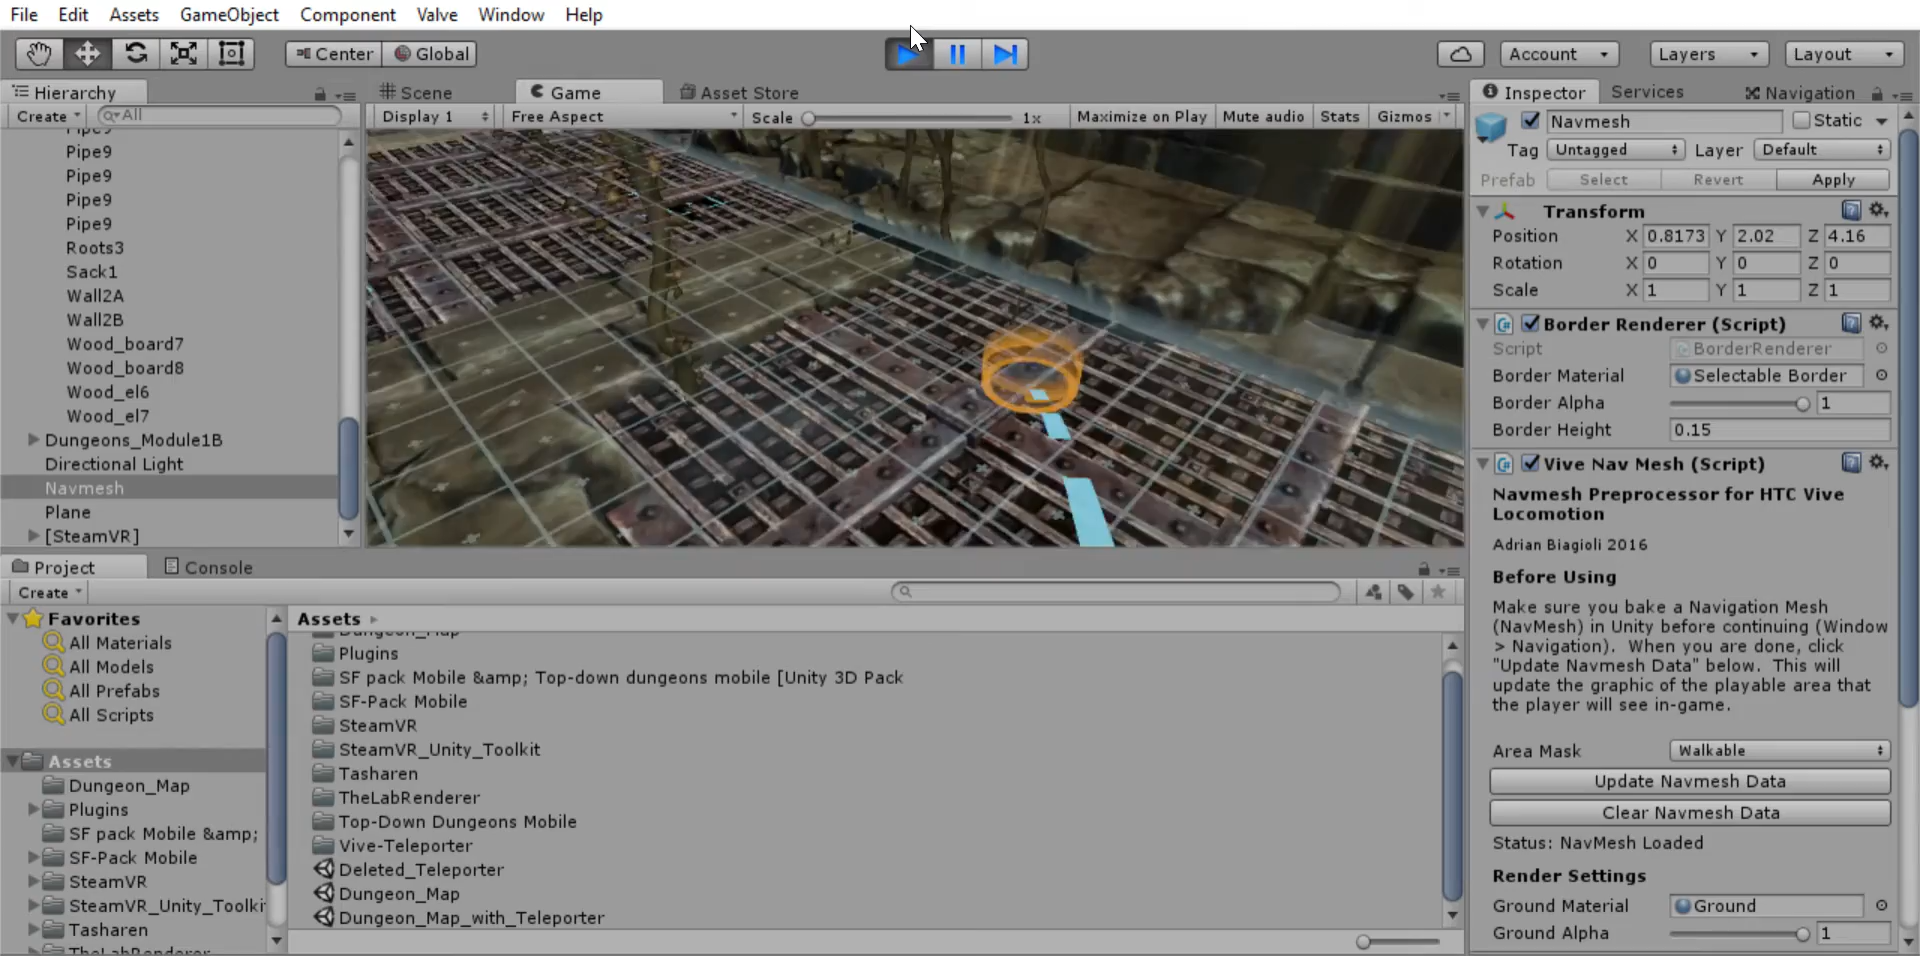 File Edit Assets GameObject Component Valve Window Help
Center Global
Account Layers Layout
Hierarchy
Create All
Pipe9
Pipe9
Pipe9
Pipe9
Pipe9
Roots3
Sack1
Wall2A
Wall2B
Wood_board7
Wood_board8
Wood_el6
Wood_el7
Dungeons_Module1B
Directional Light
Navmesh
Plane
[SteamVR]
Scene Game Asset Store
Display 1 Free Aspect Scale 1x Maximize on Play Mute audio Stats Gizmos
Project Console
Create
Favorites
All Materials
All Models
All Prefabs
All Scripts
Assets
Dungeon_Map
Plugins
SF pack Mobile &amp;
SF-Pack Mobile
SteamVR
SteamVR_Unity_Toolki
Tasharen
TheLabRenderer
Assets
Dungeon_Map
Plugins
SF pack Mobile &amp; Top-down dungeons mobile [Unity 3D Pack
SF-Pack Mobile
SteamVR
SteamVR_Unity_Toolkit
Tasharen
TheLabRenderer
Top-Down Dungeons Mobile
Vive-Teleporter
Deleted_Teleporter
Dungeon_Map
Dungeon_Map_with_Teleporter
Inspector Services Navigation
Navmesh Static
Tag Untagged Layer Default
Prefab Select Revert Apply
Transform
Position X 0.8173 Y 2.02 Z 4.16
Rotation X 0 Y 0 Z 0
Scale X 1 Y 1 Z 1
Border Renderer (Script)
Script BorderRenderer
Border Material Selectable Border
Border Alpha 1
Border Height 0.15
Vive Nav Mesh (Script)
Navmesh Preprocessor for HTC Vive
Locomotion
Adrian Biagioli 2016
Before Using
Make sure you bake a Navigation Mesh
(NavMesh) in Unity before continuing (Window
> Navigation). When you are done, click
"Update Navmesh Data" below. This will
update the graphic of the playable area that
the player will see in-game.
Area Mask Walkable
Update Navmesh Data
Clear Navmesh Data
Status: NavMesh Loaded
Render Settings
Ground Material Ground
Ground Alpha 1